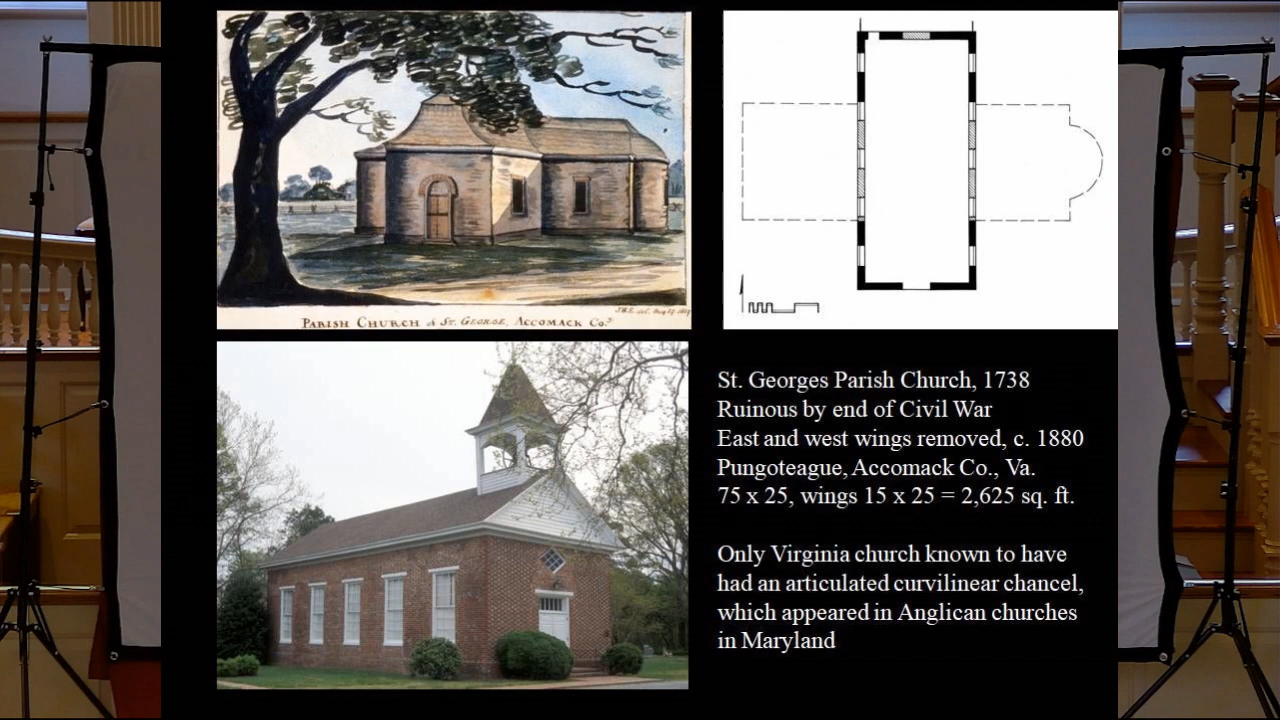 PARISH CHURCH of ST. GEORGE, ACCOMACK Co.
St. Georges Parish Church, 1738
Ruinous by end of Civil War
East and west wings removed, c. 1880
Pungoteague, Accomack Co., Va.
75 x 25, wings 15 x 25 = 2,625 sq. ft.
Only Virginia church known to have
had an articulated curvilinear chancel,
which appeared in Anglican churches
in Maryland